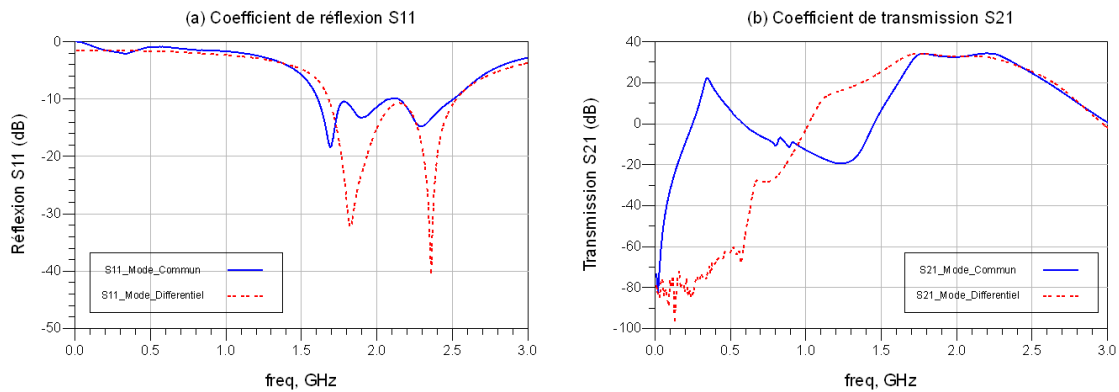 (a) Coefficient de réflexion S11
Réflexion S11 (dB)
0
-10
-20
-30
-40
-50
S11_Mode_Commun
S11_Mode_Differentiel
0.0 0.5 1.0 1.5 2.0 2.5 3.0
freq, GHz
(b) Coefficient de transmission S21
Transmission S21 (dB)
40
20
0
-20
-40
-60
-80
-100
S21_Mode_Commun
S21_Mode_Différentiel
0.0 0.5 1.0 1.5 2.0 2.5 3.0
freq, GHz